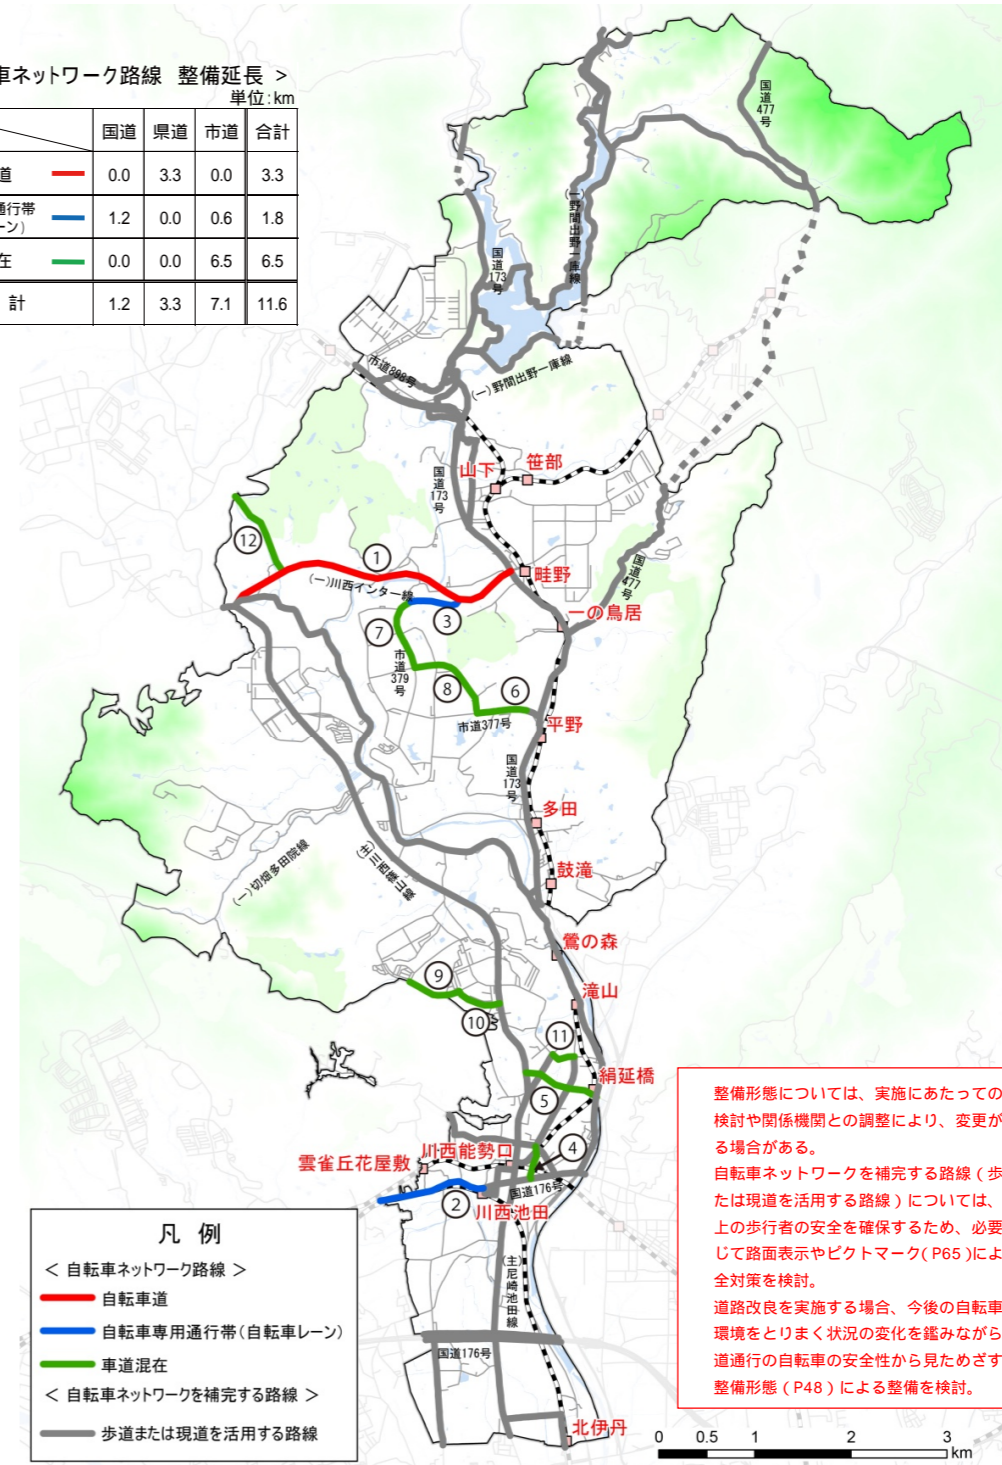 車ネットワーク路線 整備延長 >
単位:km
国道 県道 市道 合計
道 0.0 3.3 0.0 3.3
通行帯
ーン) 1.2 0.0 0.6 1.8
在 0.0 0.0 6.5 6.5
計 1.2 3.3 7.1 11.6
国道477号
(一)野間出野一庫線
国道173号
市道898号
(一)野間出野一庫線
国道173号
山下
笹部
⑫
①
(一)川西インター線
畦野
国道477号
③
一の鳥居
⑦
市道379号
⑧
⑥
市道377号
平野
国道173号
多田
(一)切畑多田院線
(主)川西篠山線
鼓滝
鶯の森
⑨
滝山
⑩
⑪
絹延橋
⑤
④
川西能勢口
雲雀丘花屋敷
国道176号
②
川西池田
(主)尼崎池田線
国道176号
北伊丹
整備形態については、実施にあたっての
検討や関係機関との調整により、変更が
る場合がある。
自転車ネットワークを補完する路線(歩
たは現道を活用する路線)については、
上の歩行者の安全を確保するため、必要
じて路面表示やピクトマーク(P65)によ
全対策を検討。
道路改良を実施する場合、今後の自転車
環境をとりまく状況の変化を鑑みながら
道通行の自転車の安全性から見ためざす
整備形態(P48)による整備を検討。
凡 例
< 自転車ネットワーク路線 >
自転車道
自転車専用通行帯(自転車レーン)
車道混在
< 自転車ネットワークを補完する路線 >
歩道または現道を活用する路線
0 0.5 1 2 3
km